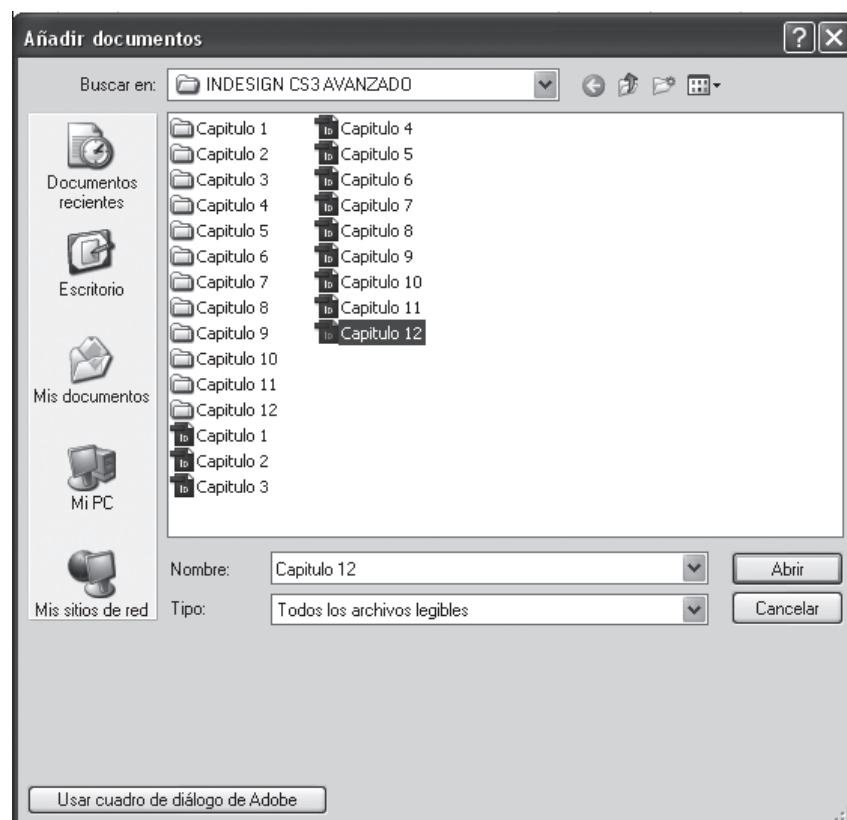 Añadir documentos
Buscar en:
INDESIGN CS3 AVANZADO
Documentos
recientes
Escritorio
Mis documentos
Mi PC
Mis sitios de red
Capitulo 1
Capitulo 2
Capitulo 3
Capitulo 4
Capitulo 5
Capitulo 6
Capitulo 7
Capitulo 8
Capitulo 9
Capitulo 10
Capitulo 11
Capitulo 12
Capitulo 1
Capitulo 2
Capitulo 3
Capitulo 4
Capitulo 5
Capitulo 6
Capitulo 7
Capitulo 8
Capitulo 9
Capitulo 10
Capitulo 11
Capitulo 12
Nombre:
Capitulo 12
Abrir
Tipo:
Todos los archivos legibles
Cancelar
Usar cuadro de diálogo de Adobe